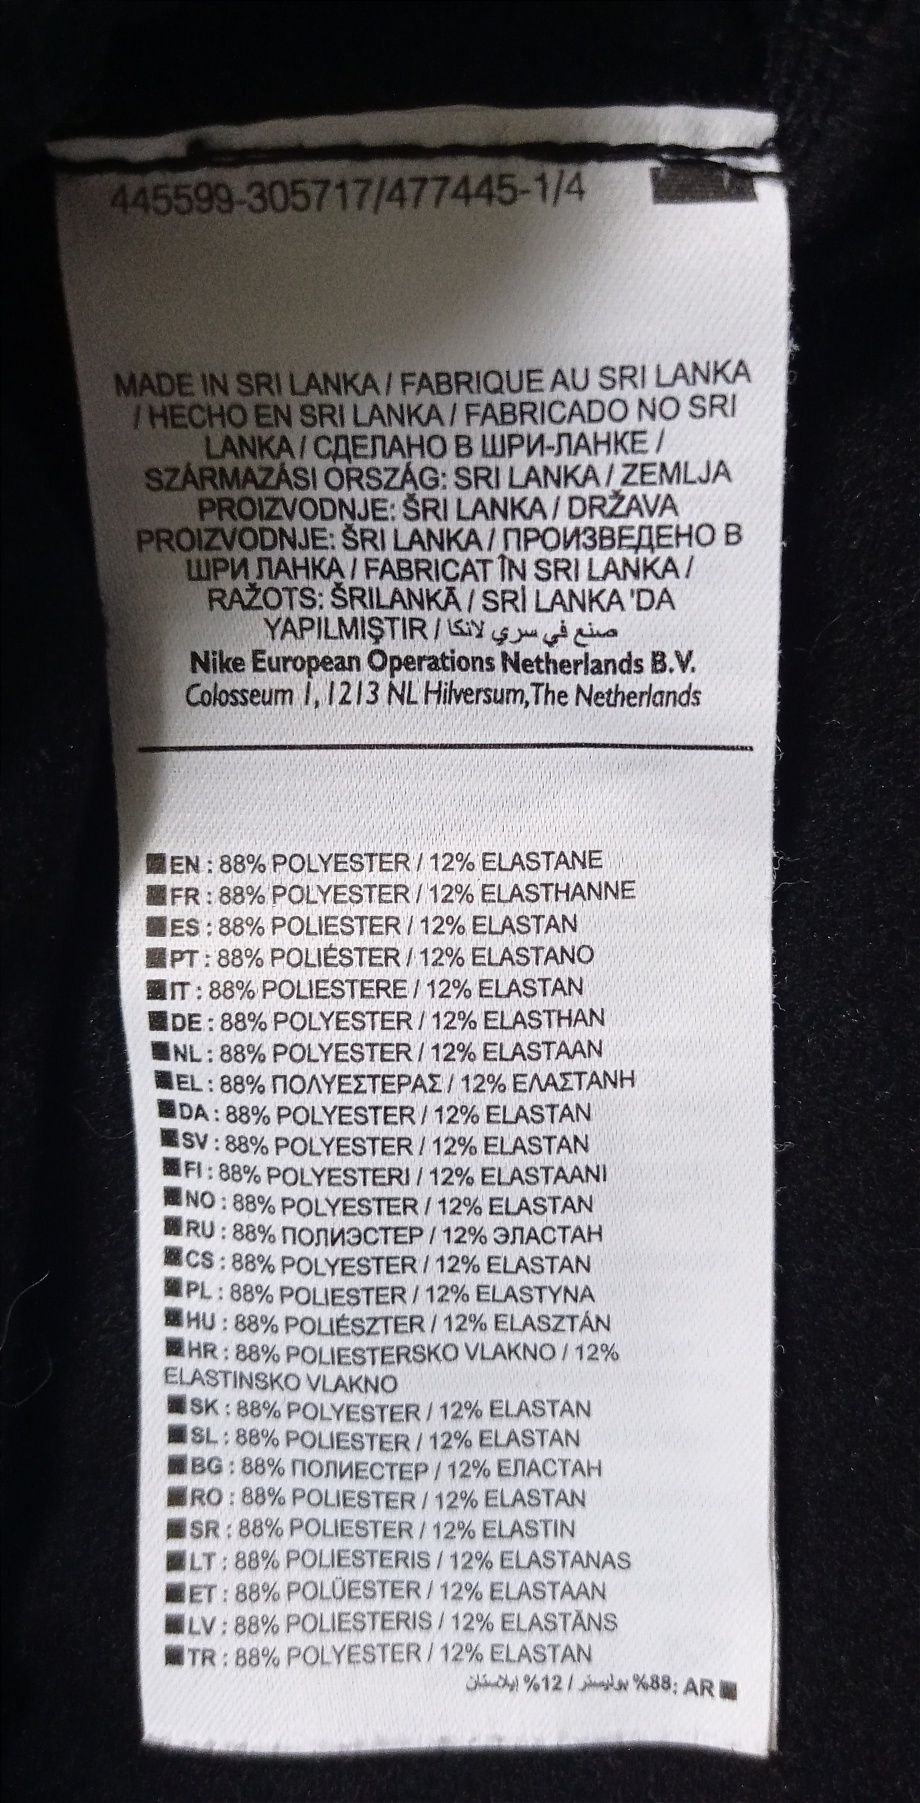 445599-305717/477445-1/4
MADE IN SRI LANKA / FABRIQUE AU SRI LANKA
/ HECHO EN SRI LANKA / FABRICADO NO SRI
LANKA / СДЕЛАНО В ШРИ-ЛАНКЕ /
SZÁRMAZÁSI ORSZÁG: SRI LANKA / ZEMLJA
PROIZVODNJE: ŠRI LANKA / DRŽAVA
PROIZVODNJE: ŠRI LANKA / ПРОИЗВЕДЕНО В
ШРИ ЛАНКА / FABRICAT ÎN SRI LANKA /
RAŽOTS: ŠRILANKĀ / SRİ LANKA 'DA
YAPILMIŞTIR / صنع في سري لانكا
Nike European Operations Netherlands B.V.
Colosseum 1, 1213 NL Hilversum, The Netherlands
EN : 88% POLYESTER / 12% ELASTANE
FR : 88% POLYESTER / 12% ELASTHANNE
ES : 88% POLIESTER / 12% ELASTAN
PT : 88% POLIÉSTER / 12% ELASTANO
IT : 88% POLIESTERE / 12% ELASTAN
DE : 88% POLYESTER / 12% ELASTHAN
NL : 88% POLYESTER / 12% ELASTAAN
EL : 88% ΠΟΛΥΕΣΤΕΡΑΣ / 12% ΕΛΑΣΤΑΝΗ
DA : 88% POLYESTER / 12% ELASTAN
SV : 88% POLYESTER / 12% ELASTAN
FI : 88% POLYESTERI / 12% ELASTAANI
NO : 88% POLYESTER / 12% ELASTAN
RU : 88% ПОЛИЭСТЕР / 12% ЭЛАСТАН
CS : 88% POLYESTER / 12% ELASTAN
PL : 88% POLIESTER / 12% ELASTYNA
HU : 88% POLIÉSZTER / 12% ELASZTÁN
HR : 88% POLIESTERSKO VLAKNO / 12%
ELASTINSKO VLAKNO
SK : 88% POLYESTER / 12% ELASTAN
SL : 88% POLIESTER / 12% ELASTAN
BG : 88% ПОЛИЕСТЕР / 12% ЕЛАСТАН
RO : 88% POLIESTER / 12% ELASTAN
SR : 88% POLIESTER / 12% ELASTIN
LT : 88% POLIESTERIS / 12% ELASTANAS
ET : 88% POLÜESTER / 12% ELASTAAN
LV : 88% POLIESTERIS / 12% ELASTĀNS
TR : 88% POLYESTER / 12% ELASTAN
AR :88% بوليستر / 12% إيلاستان